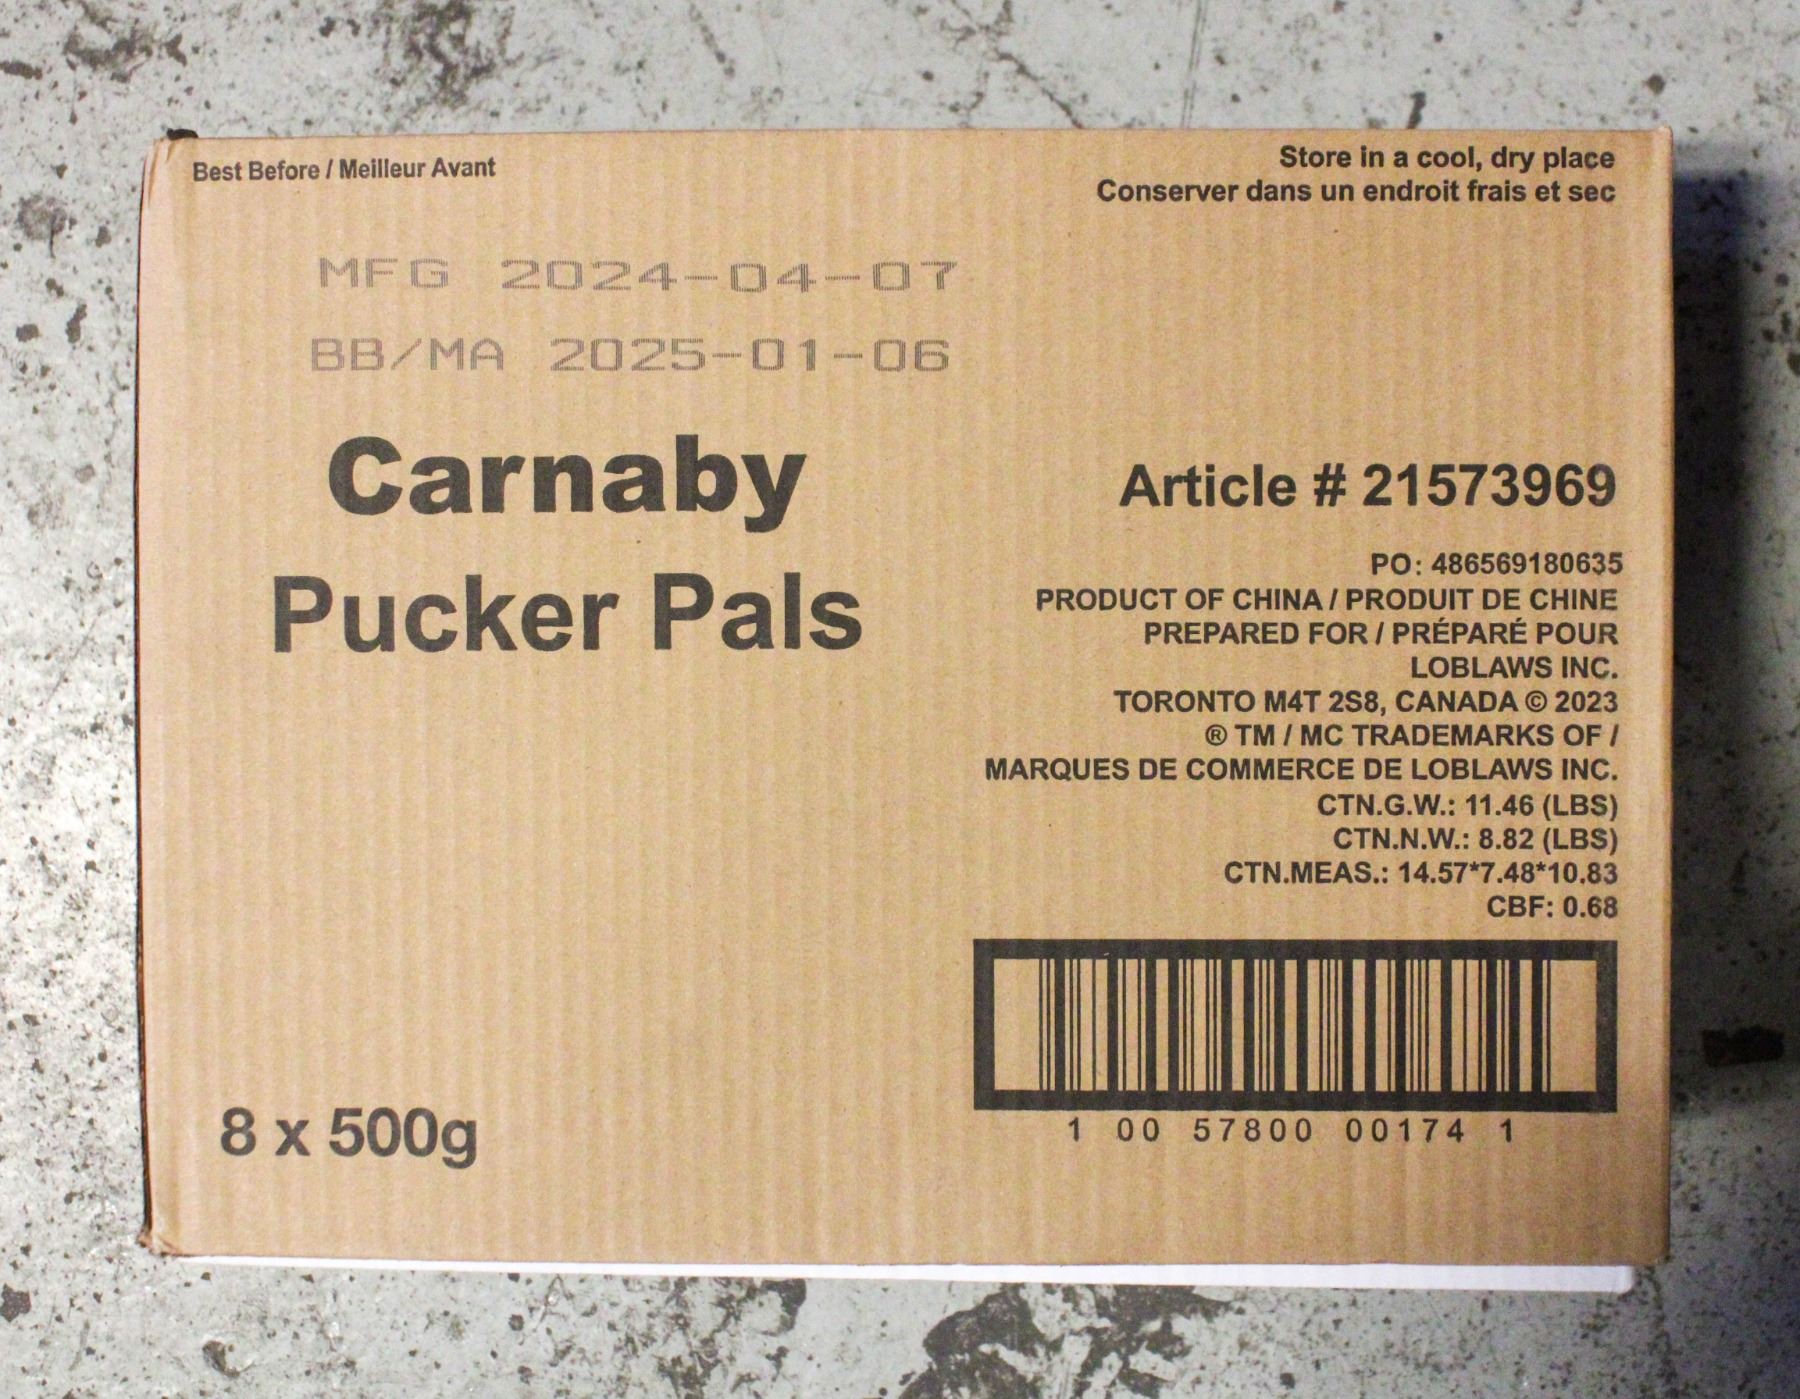 Best Before / Meilleur Avant
Store in a cool, dry place
Conserver dans un endroit frais et sec
MFG 2024-04-07
BB/MA 2025-01-06
Carnaby
Pucker Pals
Article # 21573969
PO: 486569180635
PRODUCT OF CHINA / PRODUIT DE CHINE
PREPARED FOR / PRÉPARÉ POUR
LOBLAWS INC.
TORONTO M4T 2S8, CANADA © 2023
® TM / MC TRADEMARKS OF /
MARQUES DE COMMERCE DE LOBLAWS INC.
CTN.G.W.: 11.46 (LBS)
CTN.N.W.: 8.82 (LBS)
CTN.MEAS.: 14.57*7.48*10.83
CBF: 0.68
8 x 500g
1 00 57800 00174 1